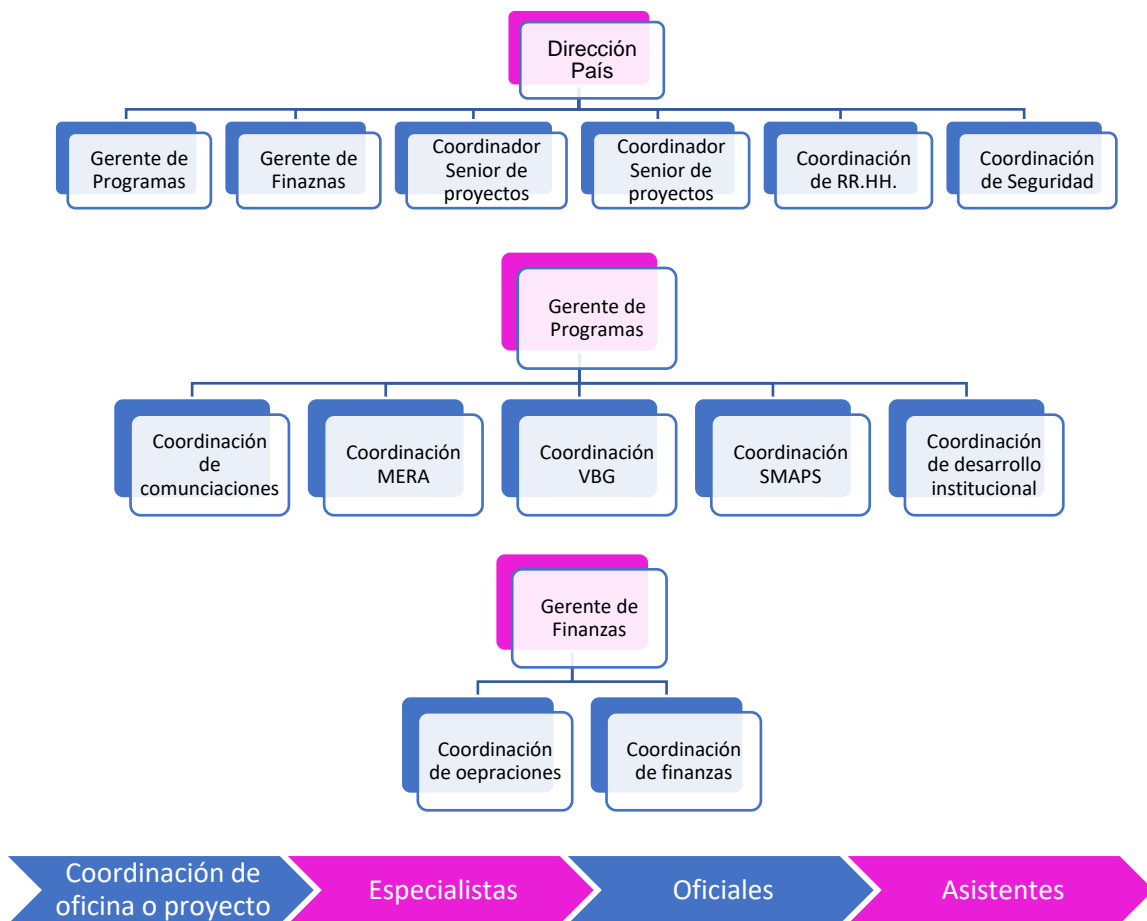 Dirección
País
Gerente de
Programas
Gerente de
Finaznas
Coordinador
Senior de
proyectos
Coordinador
Senior de
proyectos
Coordinación
de RR.HH.
Coordinación
de Seguridad
Gerente de
Programas
Coordinación
de
comunciaciones
Coordinación
MERA
Coordinación
VBG
Coordinación
SMAPS
Coordinación
de desarrollo
institucional
Gerente de
Finanzas
Coordinación
de oepraciones
Coordinación
de finanzas
Coordinación de
oficina o proyecto
Especialistas
Oficiales
Asistentes